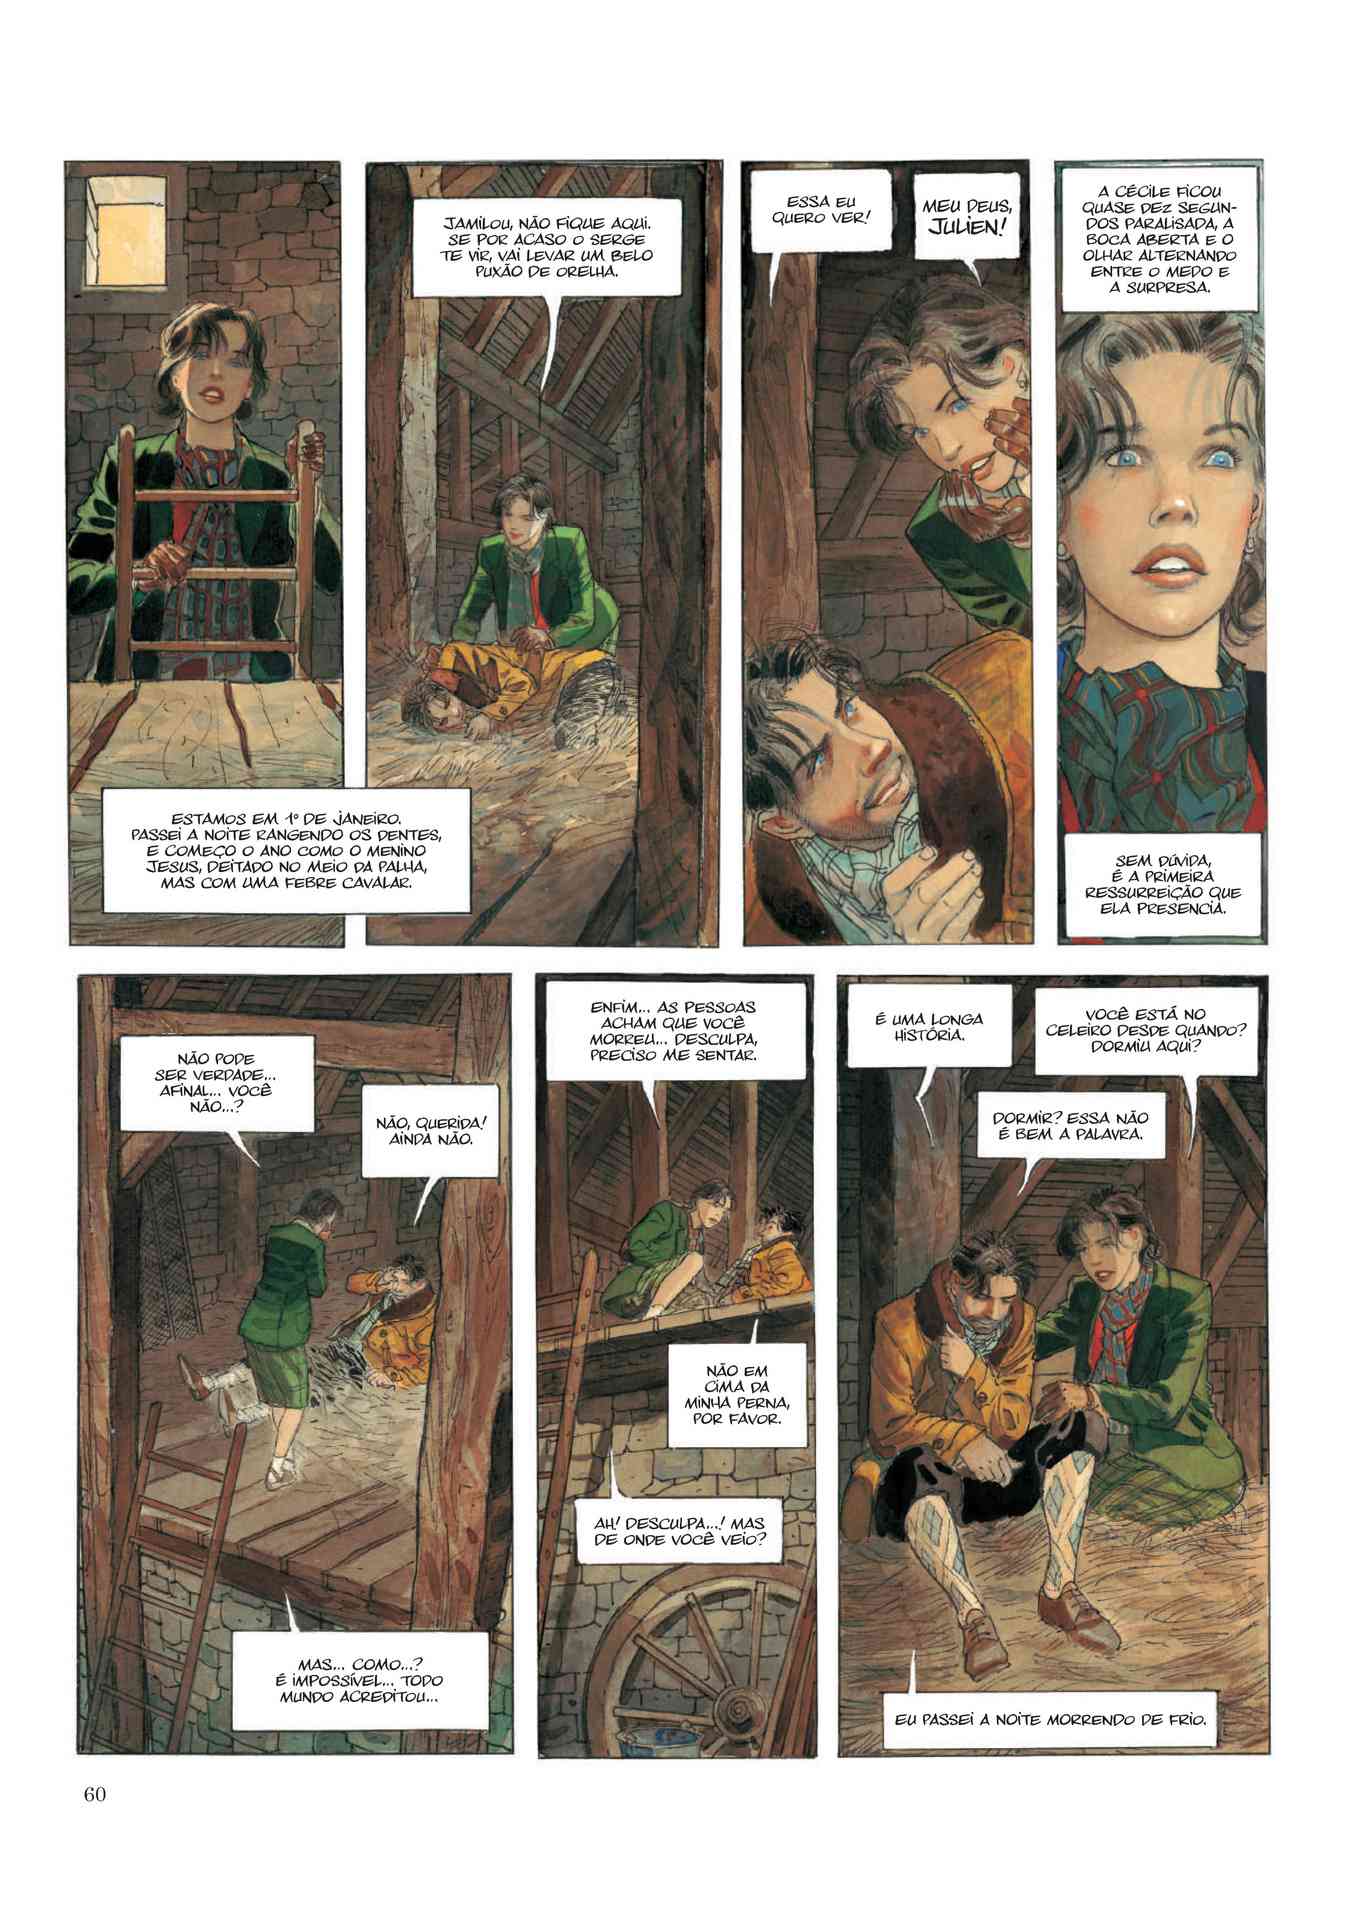 ESTAMOS EM 1° DE JANEIRO.
PASSEI A NOITE RANGENDO OS DENTES,
E COMEÇO O ANO COMO O MENINO
JESUS, DEITADO NO MEIO DA PALHA,
MAS COM UMA FEBRE CAVALAR.
JAMILOU, NÃO FIQUE AQUI.
SE POR ACASO O SERGE
TE VIR, VAI LEVAR UM BELO
PUXÃO DE ORELHA.
ESSA EU
QUERO VER!
MEU DEUS,
JULIEN!
A CÉCILE FICOU
QUASE DEZ SEGUN-
DOS PARALISADA, A
BOCA ABERTA E O
OLHAR ALTERNANDO
ENTRE O MEDO E
A SURPRESA.
SEM DÚVIDA,
É A PRIMEIRA
RESSURREIÇÃO QUE
ELA PRESENCIA.
NÃO PODE
SER VERDADE...
AFINAL... VOCÊ
NÃO...?
NÃO, QUERIDA!
AINDA NÃO.
MAS... COMO...?
É IMPOSSÍVEL... TODO
MUNDO ACREDITOU...
ENFIM... AS PESSOAS
ACHAM QUE VOCÊ
MORREU... DESCULPA,
PRECISO ME SENTAR.
NÃO EM
CIMA DA
MINHA PERNA,
POR FAVOR.
AH! DESCULPA...! MAS
DE ONDE VOCÊ VEIO?
É UMA LONGA
HISTÓRIA.
VOCÊ ESTÁ NO
CELEIRO DESDE QUANDO?
DORMIU AQUI?
DORMIR? ESSA NÃO
É BEM A PALAVRA.
EU PASSEI A NOITE MORRENDO DE FRIO.
60